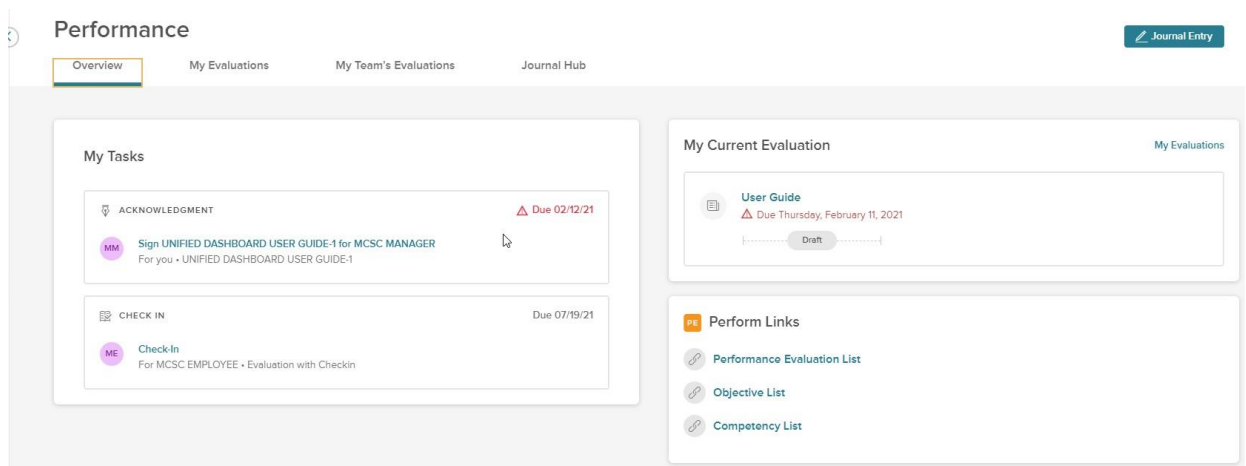 Performance
Journal Entry
Overview My Evaluations My Team's Evaluations Journal Hub
My Tasks
ACKNOWLEDGMENT Due 02/12/21
MM Sign UNIFIED DASHBOARD USER GUIDE-1 for MCSC MANAGER
For you • UNIFIED DASHBOARD USER GUIDE-1
CHECK IN Due 07/19/21
ME Check-In
For MCSC EMPLOYEE • Evaluation with Checkin
My Current Evaluation My Evaluations
User Guide
Due Thursday, February 11, 2021
Draft
PE Perform Links
Performance Evaluation List
Objective List
Competency List